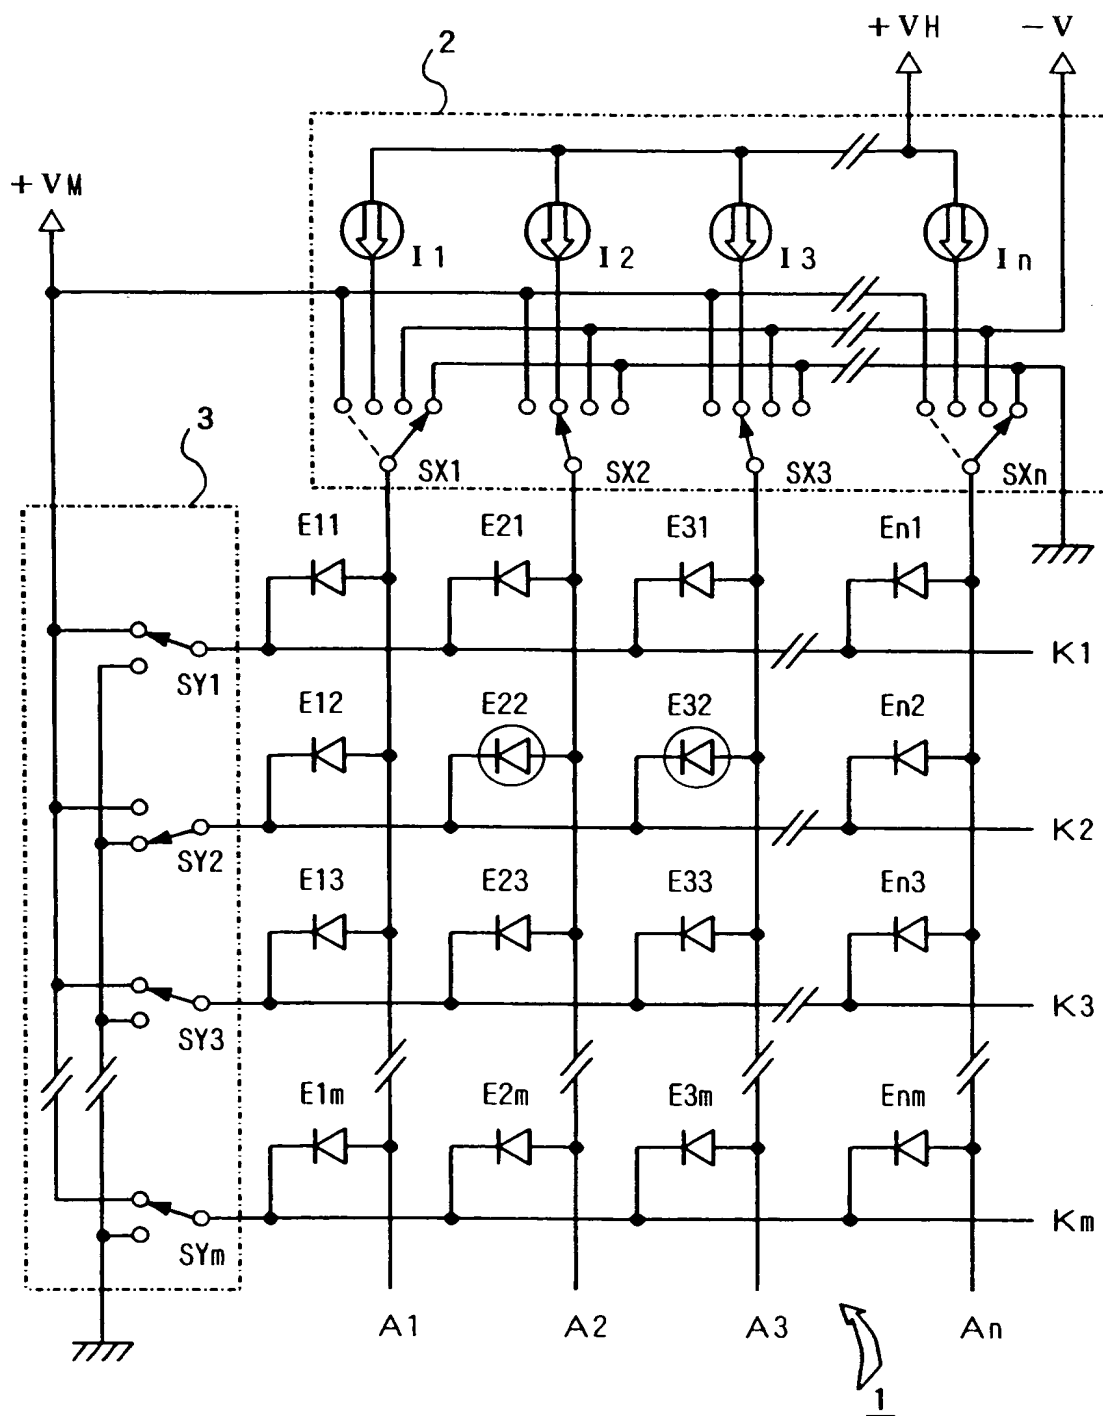 +VH -V
2
+VM
I1 I2 I3 In
3
SX1 SX2 SX3 SXn
E11 E21 E31 En1
SY1 K1
E12 E22 E32 En2
SY2 K2
E13 E23 E33 En3
SY3 K3
E1m E2m E3m Enm
SYm Km
A1 A2 A3 An
1